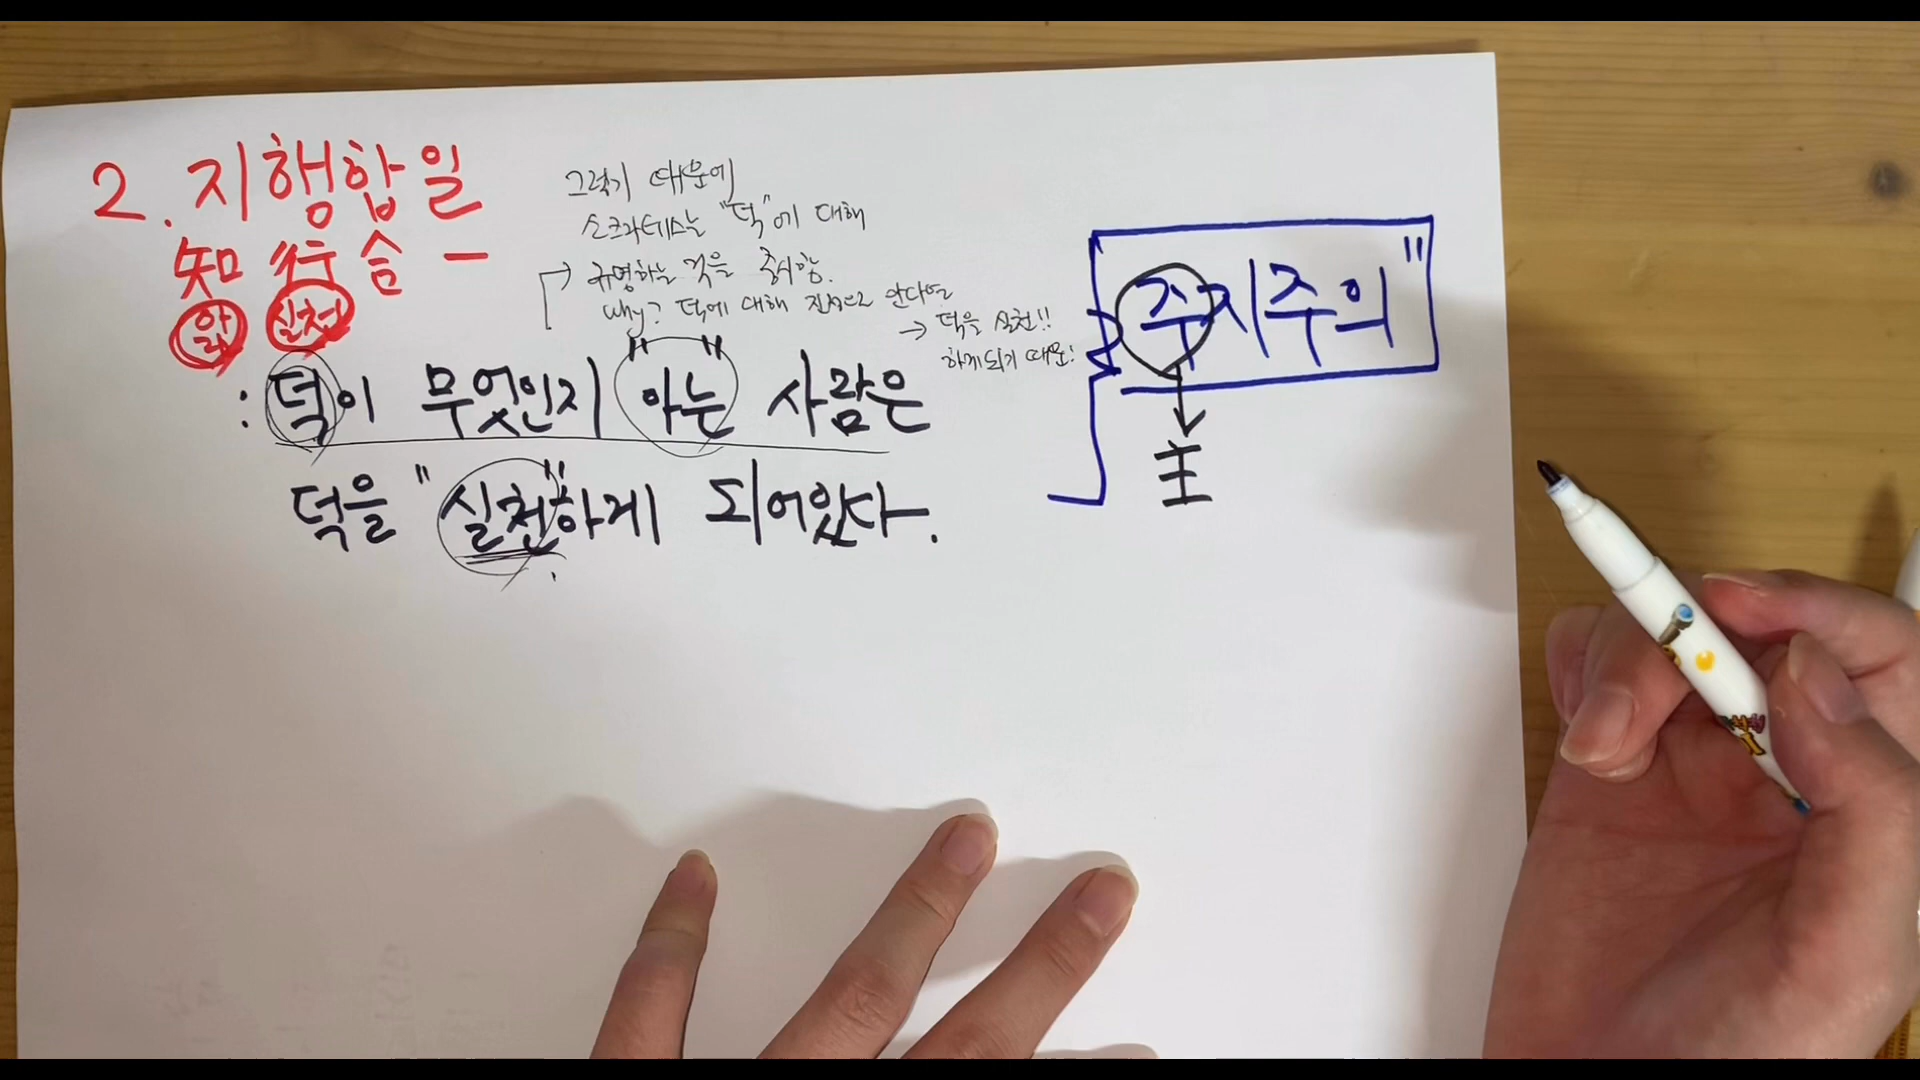 2. 지행합일
知 行 合 一
앎 실천
그렇기 때문에
소크라테스는 "덕"에 대해
→ 규명하는 것을 중시함.
why? 덕에 대해 진정으로 안다면
→ 덕을 실천!!
하게되기 때문!
: 덕이 무엇인지 "아는" 사람은
덕을 "실천"하게 되어있다.
주지주의"
主